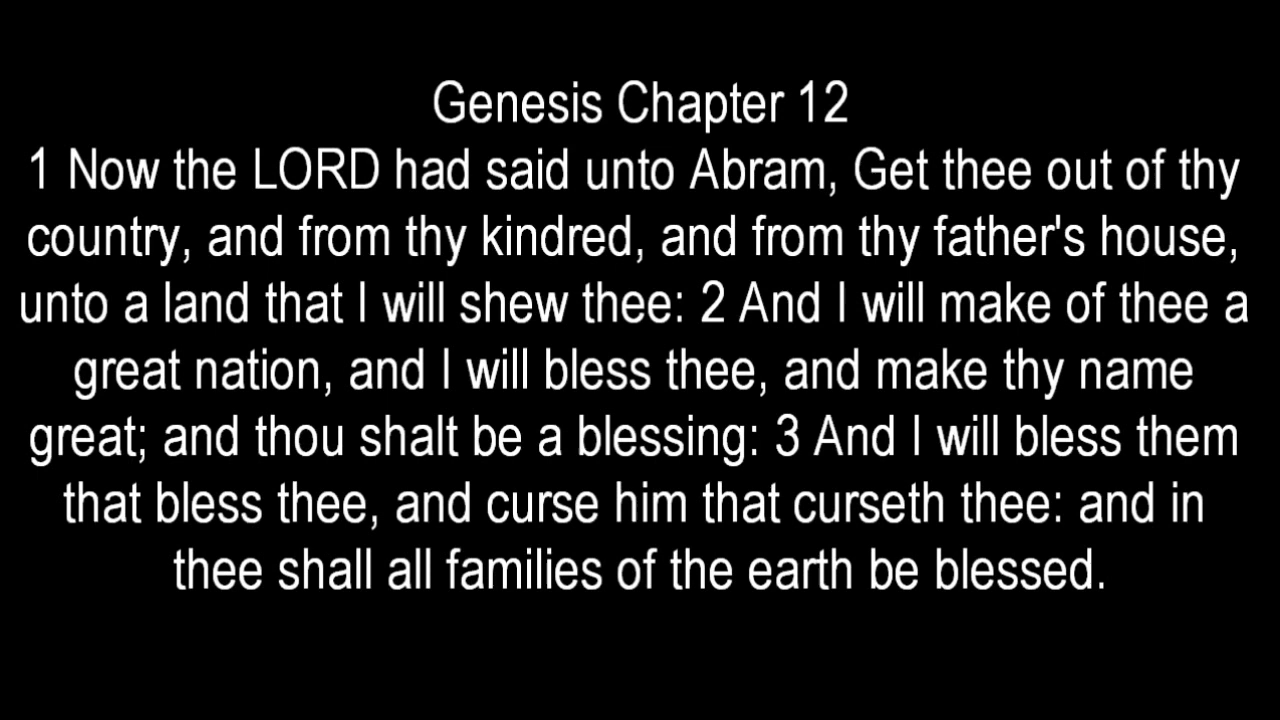 Genesis Chapter 12
1 Now the LORD had said unto Abram, Get thee out of thy
country, and from thy kindred, and from thy father's house,
unto a land that I will shew thee: 2 And I will make of thee a
great nation, and I will bless thee, and make thy name
great; and thou shalt be a blessing: 3 And I will bless them
that bless thee, and curse him that curseth thee: and in
thee shall all families of the earth be blessed.